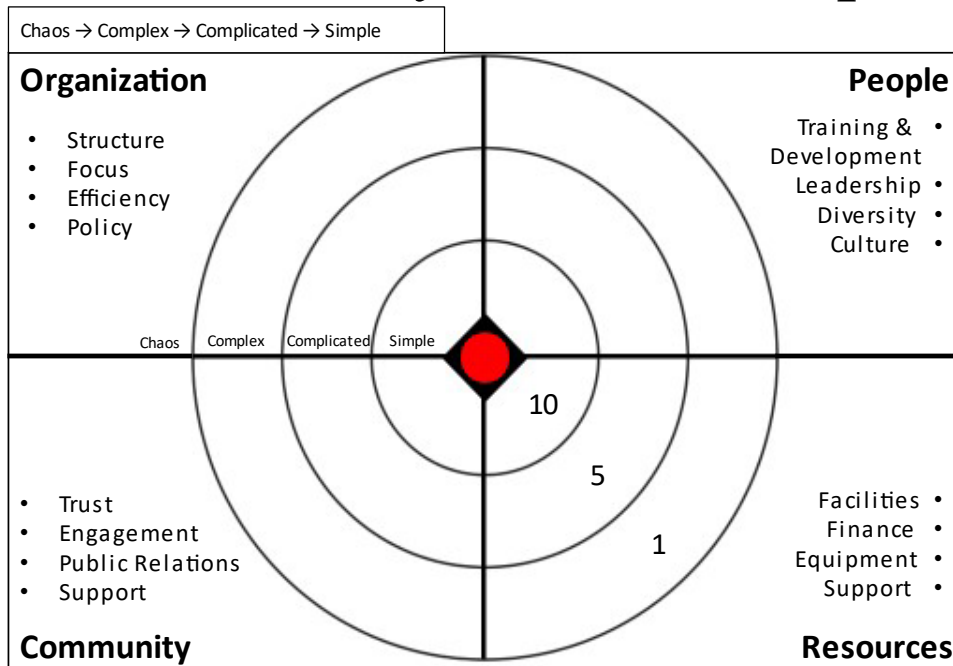 Chaos → Complex → Complicated → Simple
Organization
• Structure
• Focus
• Efficiency
• Policy
People
Training & •
Development
Leadership •
Diversity •
Culture •
Chaos Complex Complicated Simple
10
5
1
• Trust
• Engagement
• Public Relations
• Support
Community
Facilities •
Finance •
Equipment •
Support •
Resources